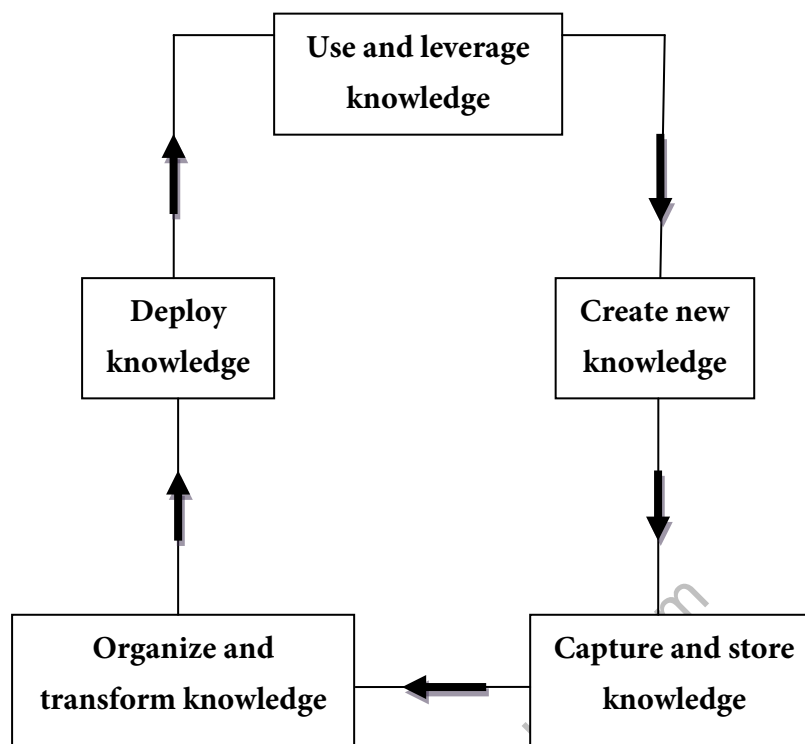 Use and leverage
knowledge
Deploy
knowledge
Create new
knowledge
Organize and
transform knowledge
Capture and store
knowledge